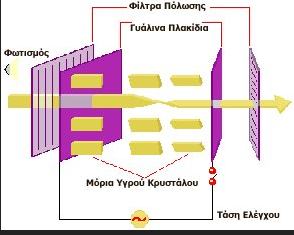 Φίλτρα Πόλωσης
Γυάλινα Πλακίδια
Φωτισμός
Μόρια Υγρού Κρυστάλου
Τάση Ελέγχου